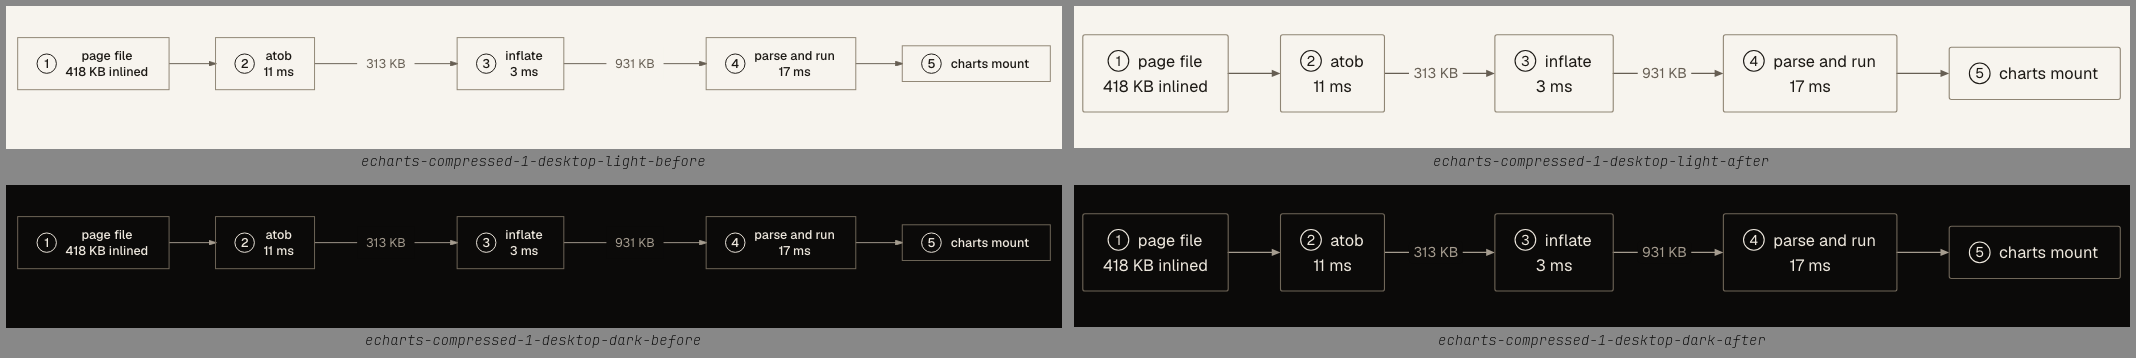 1 page file
418 KB inlined
2 atob
11 ms
313 KB
3 inflate
3 ms
931 KB
4 parse and run
17 ms
5 charts mount
echarts-compressed-1-desktop-light-before
1 page file
418 KB inlined
2 atob
11 ms
313 KB
3 inflate
3 ms
931 KB
4 parse and run
17 ms
5 charts mount
echarts-compressed-1-desktop-light-after
1 page file
418 KB inlined
2 atob
11 ms
313 KB
3 inflate
3 ms
931 KB
4 parse and run
17 ms
5 charts mount
echarts-compressed-1-desktop-dark-before
1 page file
418 KB inlined
2 atob
11 ms
313 KB
3 inflate
3 ms
931 KB
4 parse and run
17 ms
5 charts mount
echarts-compressed-1-desktop-dark-after